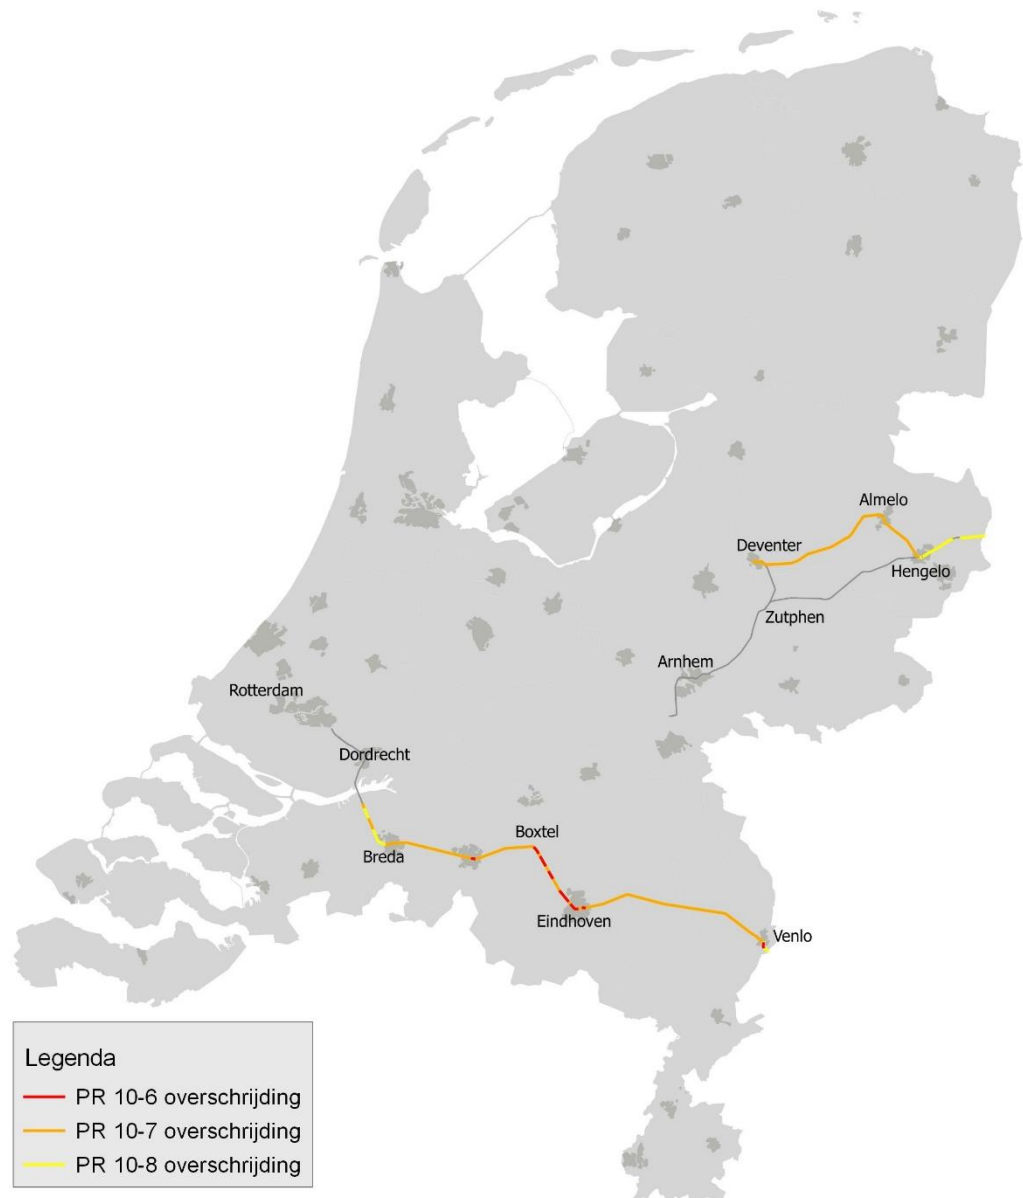 Almelo
Deventer
Hengelo
Zutphen
Arnhem
Rotterdam
Dordrecht
Boxtel
Breda
Eindhoven
Venlo
Legenda
PR 10-6 overschrijding
PR 10-7 overschrijding
PR 10-8 overschrijding